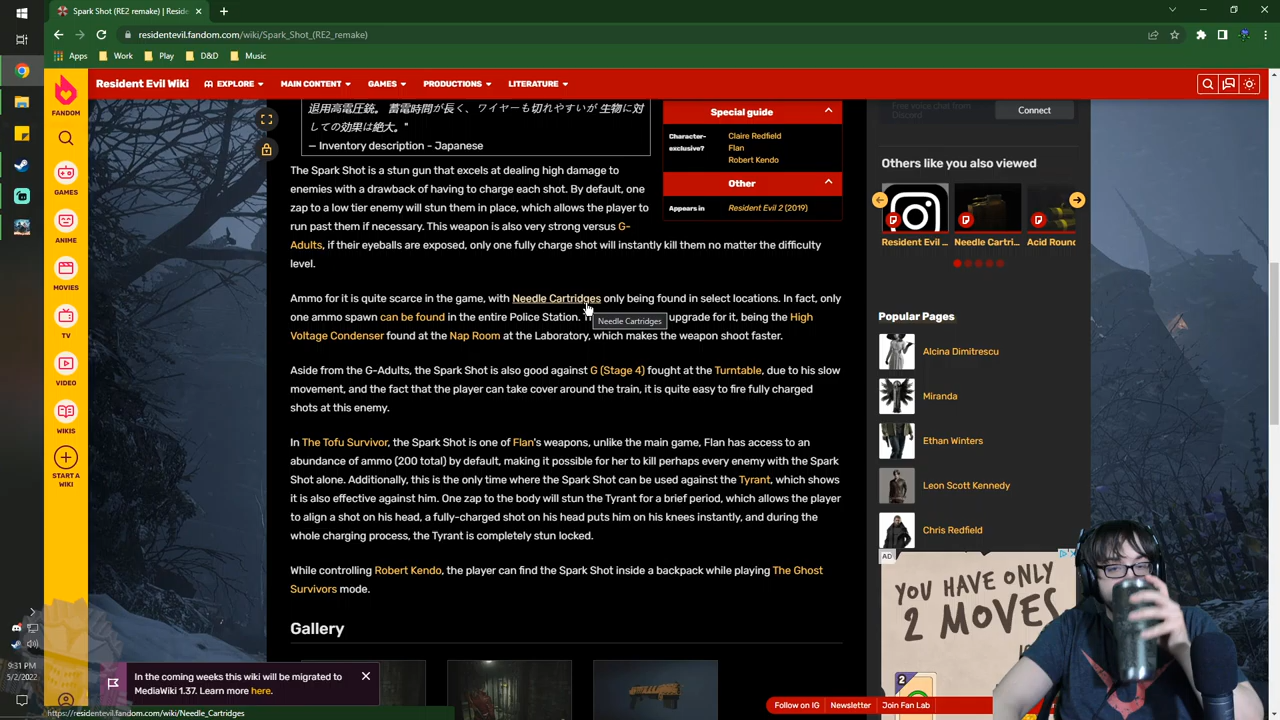 Spark Shot (RE2 remake) | Resident
residentevil.fandom.com/wiki/Spark_Shot_(RE2_remake)
Apps Work Play D&D Music
FANDOM
Resident Evil Wiki EXPLORE MAIN CONTENT GAMES PRODUCTIONS LITERATURE
GAMES
ANIME
MOVIES
TV
VIDEO
WIKIS
START A
WIKI
退用高電圧銃。 蓄電時間が長く、ワイヤーも切れやすいが 生物に対
しての効果は絶大。"
— Inventory description - Japanese
Special guide
Character-
exclusive?
Claire Redfield
Flan
Robert Kendo
Other
Appears in Resident Evil 2 (2019)
The Spark Shot is a stun gun that excels at dealing high damage to
enemies with a drawback of having to charge each shot. By default, one
zap to a low tier enemy will stun them in place, which allows the player to
run past them if necessary. This weapon is also very strong versus G-
Adults, if their eyeballs are exposed, only one fully charge shot will instantly kill them no matter the difficulty
level.
Ammo for it is quite scarce in the game, with Needle Cartridges only being found in select locations. In fact, only
one ammo spawn can be found in the entire Police Station. upgrade for it, being the High
Needle Cartridges
Voltage Condenser found at the Nap Room at the Laboratory, which makes the weapon shoot faster.
Aside from the G-Adults, the Spark Shot is also good against G (Stage 4) fought at the Turntable, due to his slow
movement, and the fact that the player can take cover around the train, it is quite easy to fire fully charged
shots at this enemy.
In The Tofu Survivor, the Spark Shot is one of Flan's weapons, unlike the main game, Flan has access to an
abundance of ammo (200 total) by default, making it possible for her to kill perhaps every enemy with the Spark
Shot alone. Additionally, this is the only time where the Spark Shot can be used against the Tyrant, which shows
it is also effective against him. One zap to the body will stun the Tyrant for a brief period, which allows the player
to align a shot on his head, a fully-charged shot on his head puts him on his knees instantly, and during the
whole charging process, the Tyrant is completely stun locked.
While controlling Robert Kendo, the player can find the Spark Shot inside a backpack while playing The Ghost
Survivors mode.
Gallery
Free voice chat from
Discord
Connect
Others like you also viewed
Resident Evil ... Needle Cartri... Acid Round
Popular Pages
Alcina Dimitrescu
Miranda
Ethan Winters
Leon Scott Kennedy
Chris Redfield
AD
YOU HAVE ONLY
2 MOVES
2
In the coming weeks this wiki will be migrated to
MediaWiki 1.37. Learn more here.
Follow on IG Newsletter Join Fan Lab
9:31 PM
5/2/2022
https://residentevil.fandom.com/wiki/Needle_Cartridges